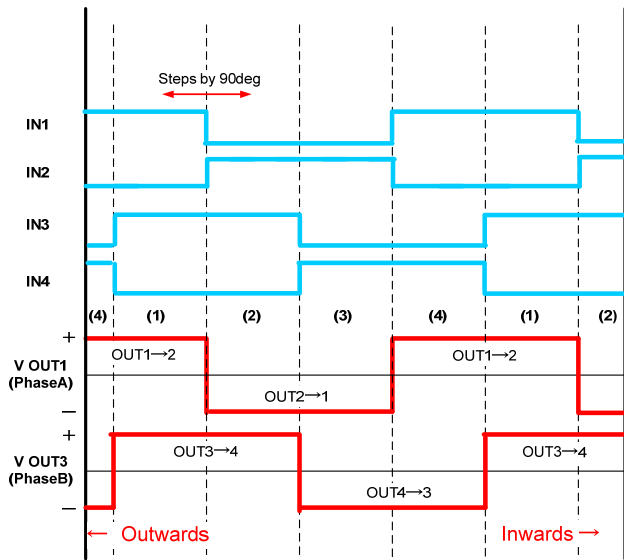 Steps by 90deg
IN1
IN2
IN3
IN4
(4) (1) (2) (3) (4) (1) (2)
+
V OUT1
(PhaseA)
−
OUT1→2 OUT1→2
OUT2→1
+
V OUT3
(PhaseB)
−
OUT3→4 OUT3→4
OUT4→3
← Outwards Inwards →